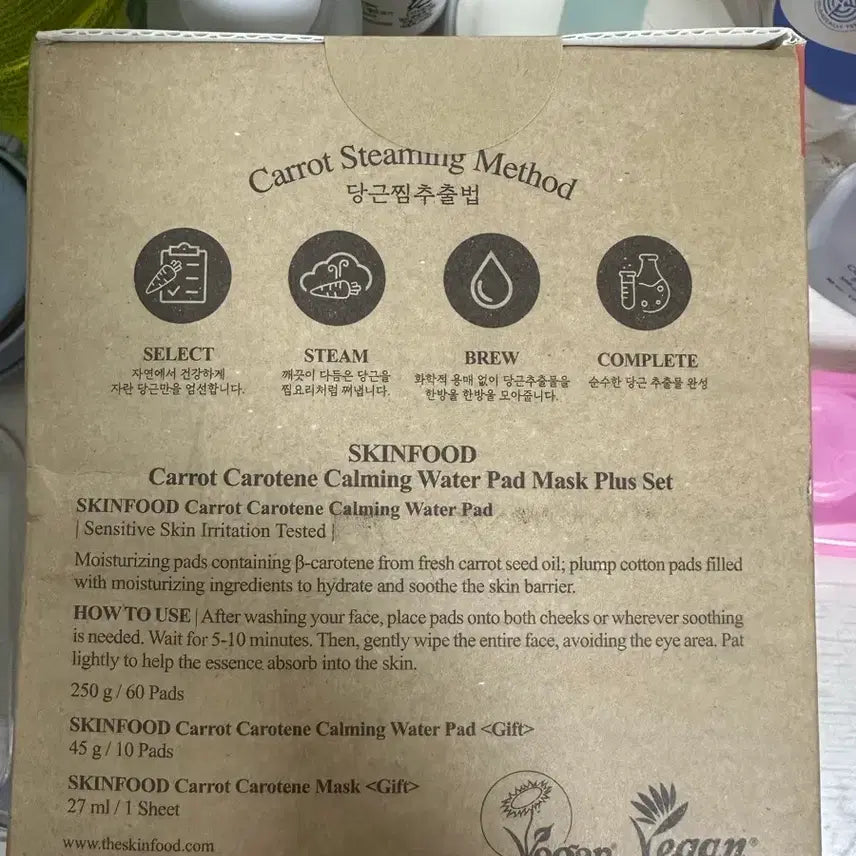 Carrot Steaming Method
당근찜추출법
SELECT
자연에서 건강하게
자란 당근만을 엄선합니다.
STEAM
깨끗이 다듬은 당근을
찜요리처럼 쪄냅니다.
BREW
화학적 용매 없이 당근추출물을
한방울 한방울 모아줍니다.
COMPLETE
순수한 당근 추출물 완성
SKINFOOD
Carrot Carotene Calming Water Pad Mask Plus Set
SKINFOOD Carrot Carotene Calming Water Pad
| Sensitive Skin Irritation Tested |
Moisturizing pads containing β-carotene from fresh carrot seed oil; plump cotton pads filled
with moisturizing ingredients to hydrate and soothe the skin barrier.
HOW TO USE | After washing your face, place pads onto both cheeks or wherever soothing
is needed. Wait for 5-10 minutes. Then, gently wipe the entire face, avoiding the eye area. Pat
lightly to help the essence absorb into the skin.
250 g / 60 Pads
SKINFOOD Carrot Carotene Calming Water Pad <Gift>
45 g / 10 Pads
SKINFOOD Carrot Carotene Mask <Gift>
27 ml / 1 Sheet
www.theskinfood.com
Vegan
Vegan